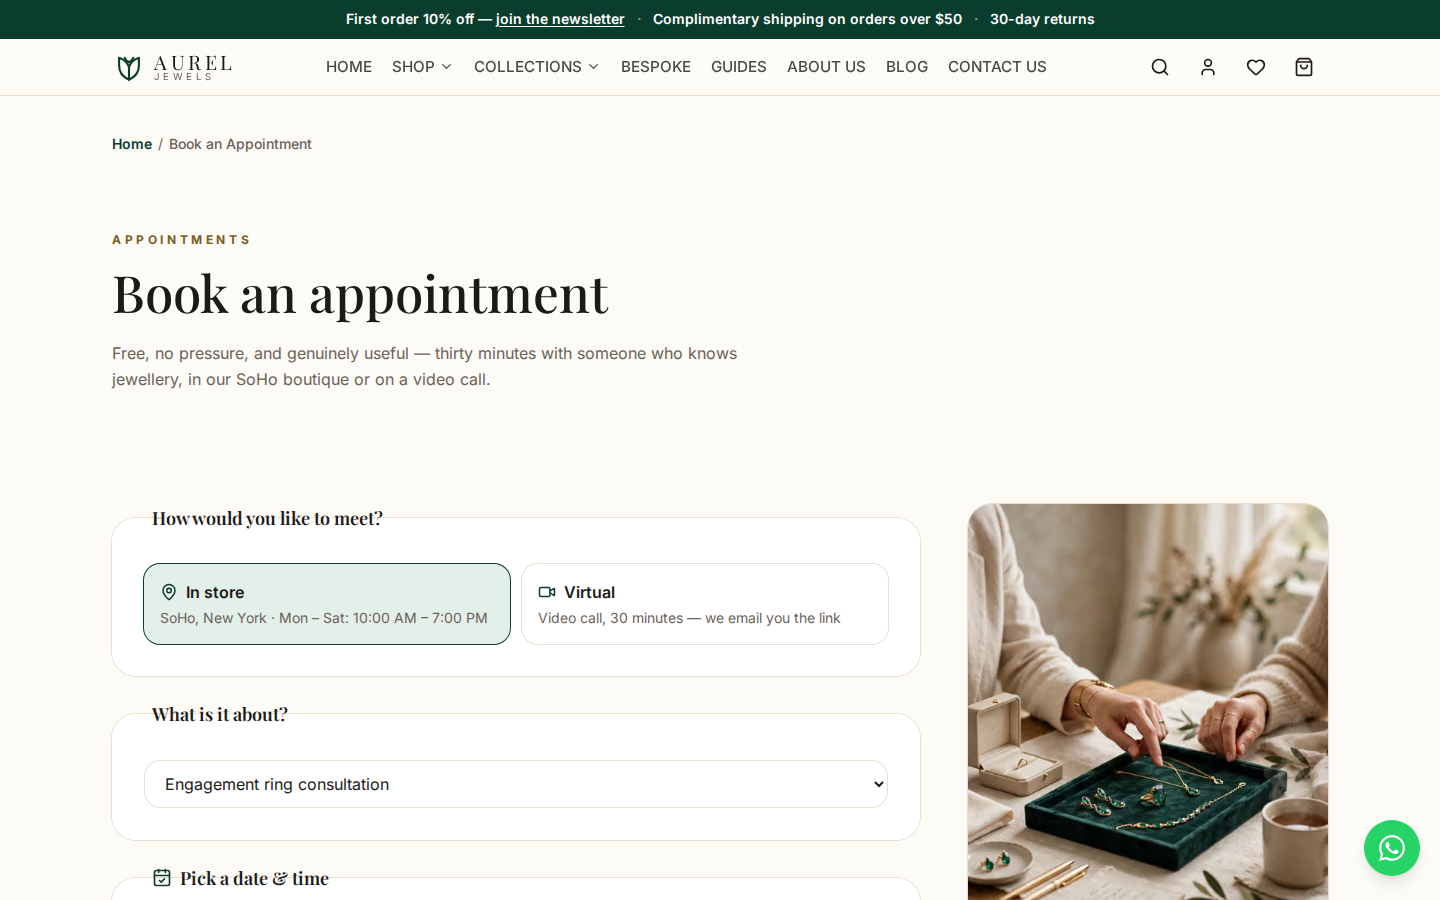 First order 10% off — join the newsletter · Complimentary shipping on orders over $50 · 30-day returns
AUREL
JEWELS
HOME SHOP COLLECTIONS BESPOKE GUIDES ABOUT US BLOG CONTACT US
Home / Book an Appointment
APPOINTMENTS
Book an appointment
Free, no pressure, and genuinely useful — thirty minutes with someone who knows
jewellery, in our SoHo boutique or on a video call.
How would you like to meet?
In store
SoHo, New York · Mon – Sat: 10:00 AM – 7:00 PM
Virtual
Video call, 30 minutes — we email you the link
What is it about?
Engagement ring consultation
Pick a date & time